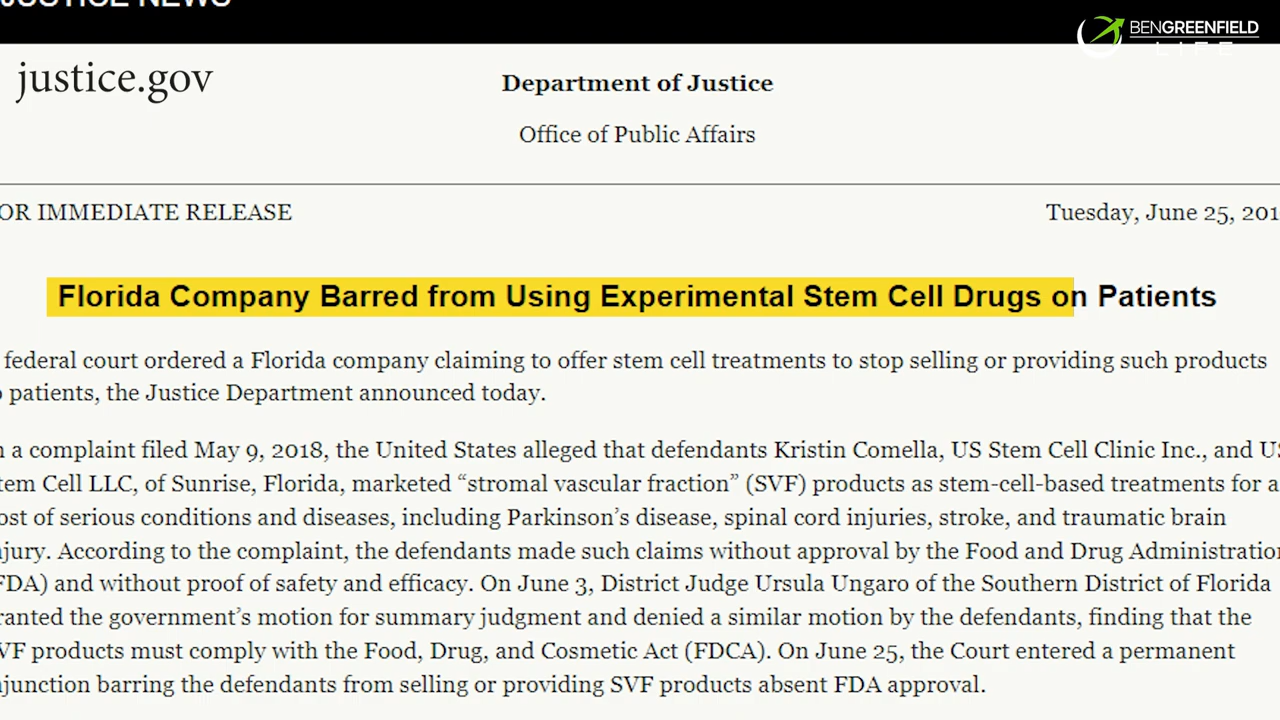 JUSTICE NEWS
BENGREENFIELD
LIFE
justice.gov
Department of Justice
Office of Public Affairs
OR IMMEDIATE RELEASE
Tuesday, June 25, 201
Florida Company Barred from Using Experimental Stem Cell Drugs on Patients
federal court ordered a Florida company claiming to offer stem cell treatments to stop selling or providing such products
o patients, the Justice Department announced today.
n a complaint filed May 9, 2018, the United States alleged that defendants Kristin Comella, US Stem Cell Clinic Inc., and US
tem Cell LLC, of Sunrise, Florida, marketed “stromal vascular fraction” (SVF) products as stem-cell-based treatments for a
ost of serious conditions and diseases, including Parkinson’s disease, spinal cord injuries, stroke, and traumatic brain
njury. According to the complaint, the defendants made such claims without approval by the Food and Drug Administration
FDA) and without proof of safety and efficacy. On June 3, District Judge Ursula Ungaro of the Southern District of Florida
ranted the government’s motion for summary judgment and denied a similar motion by the defendants, finding that the
VF products must comply with the Food, Drug, and Cosmetic Act (FDCA). On June 25, the Court entered a permanent
njunction barring the defendants from selling or providing SVF products absent FDA approval.